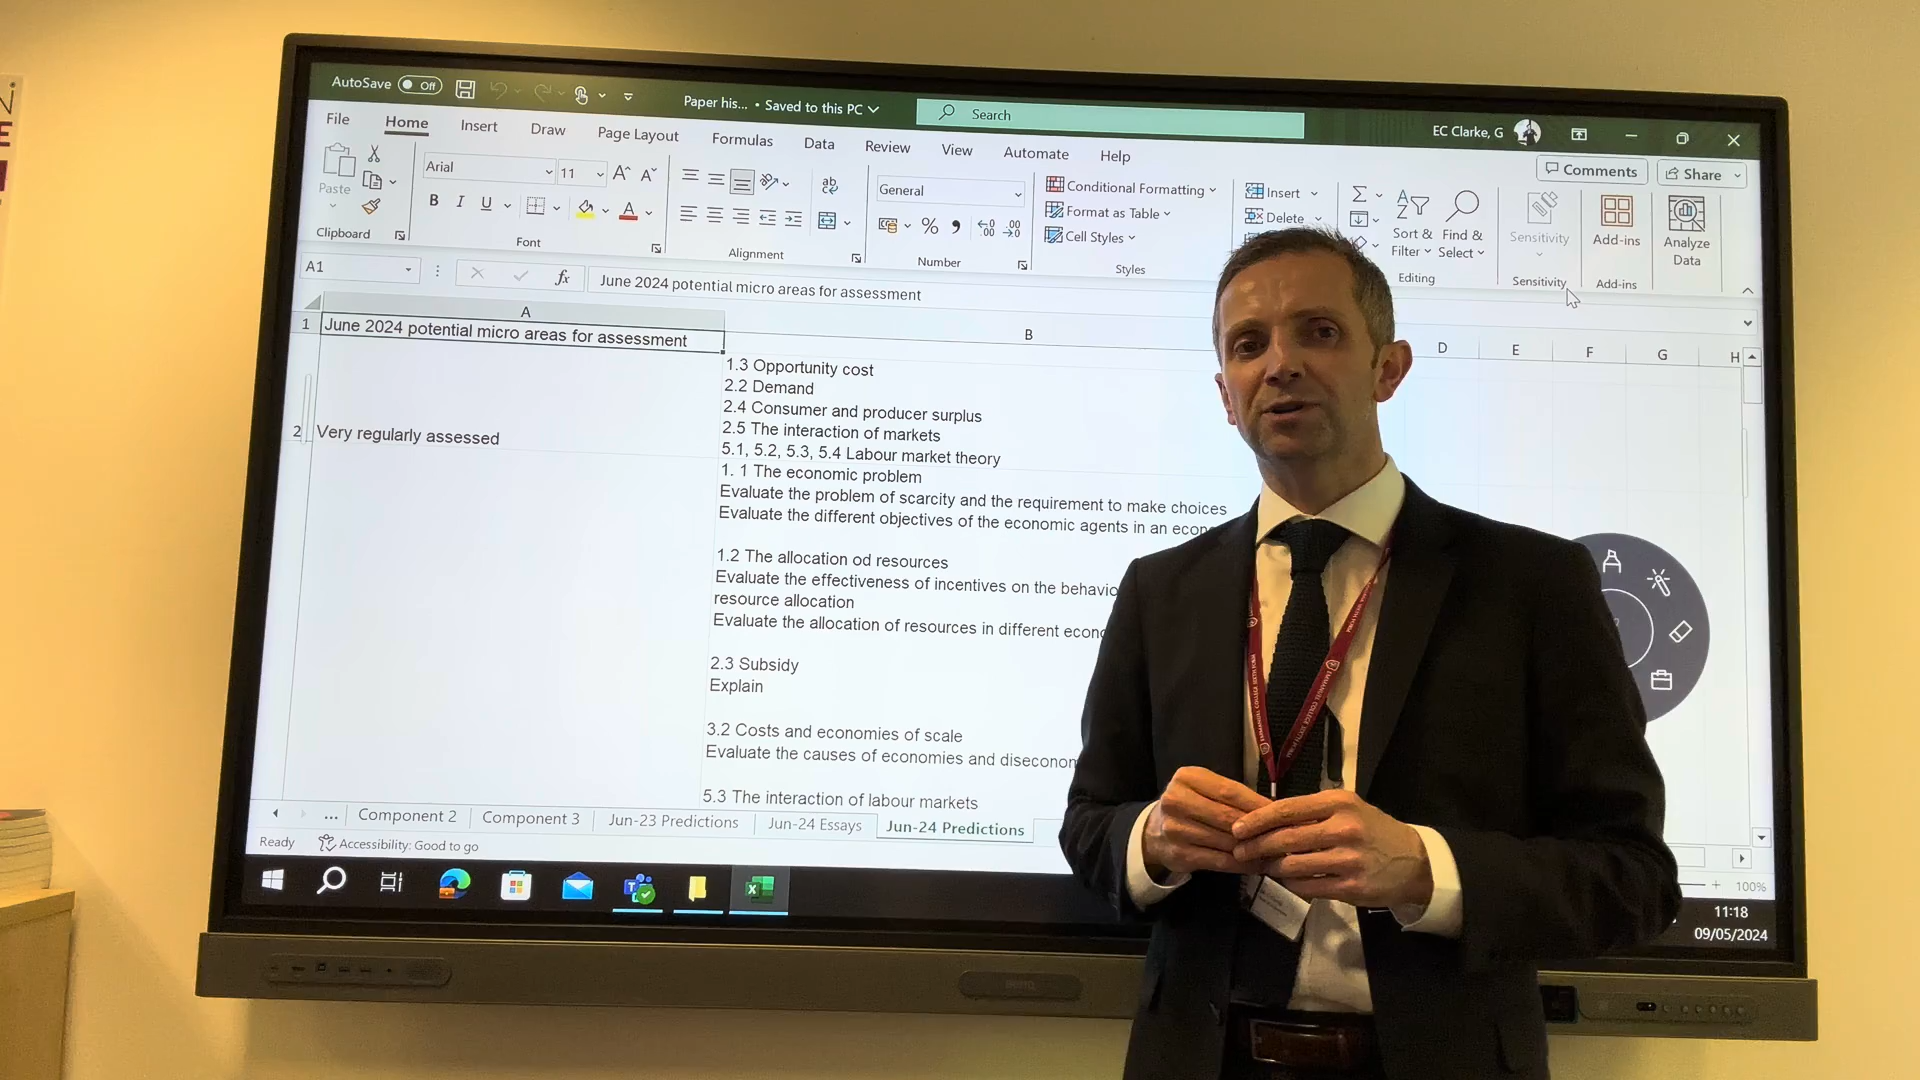 AutoSave Off
Paper his... • Saved to this PC
Search
EC Clarke, G
File Home Insert Draw Page Layout Formulas Data Review View Automate Help
Comments Share
Paste
Clipboard
Arial 11
B I U
Font
ab
Alignment
General
%
Number
Conditional Formatting
Format as Table
Cell Styles
Styles
Insert
Delete
Sort & Filter
Find & Select
Editing
Sensitivity
Sensitivity
Add-ins
Add-ins
Analyze Data
A1
fx
June 2024 potential micro areas for assessment
A B D E F G H
1 June 2024 potential micro areas for assessment
1.3 Opportunity cost
2.2 Demand
2.4 Consumer and producer surplus
2.5 The interaction of markets
2 Very regularly assessed
5.1, 5.2, 5.3, 5.4 Labour market theory
1. 1 The economic problem
Evaluate the problem of scarcity and the requirement to make choices
Evaluate the different objectives of the economic agents in an econ
1.2 The allocation od resources
Evaluate the effectiveness of incentives on the behavio
resource allocation
Evaluate the allocation of resources in different econo
2.3 Subsidy
Explain
3.2 Costs and economies of scale
Evaluate the causes of economies and diseconom
5.3 The interaction of labour markets
... Component 2 Component 3 Jun-23 Predictions Jun-24 Essays Jun-24 Predictions
Ready Accessibility: Good to go
100%
11:18
09/05/2024